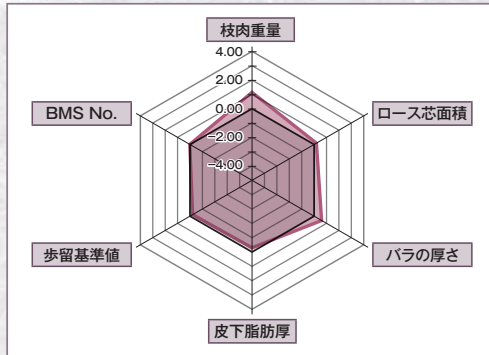 枝肉重量
4.00
2.00
0.00
−2.00
−4.00
BMS No.
ロース芯面積
歩留基準値
バラの厚さ
皮下脂肪厚